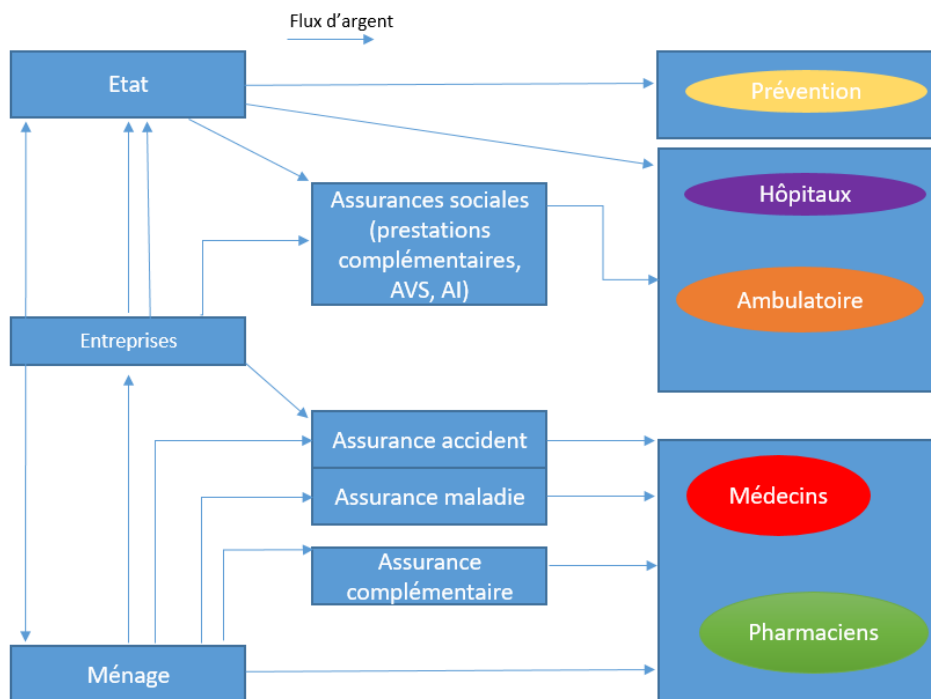 Flux d'argent
Etat
Prévention
Hôpitaux
Assurances sociales
(prestations
complémentaires,
AVS, AI)
Ambulatoire
Entreprises
Assurance accident
Assurance maladie
Médecins
Assurance
complémentaire
Pharmaciens
Ménage